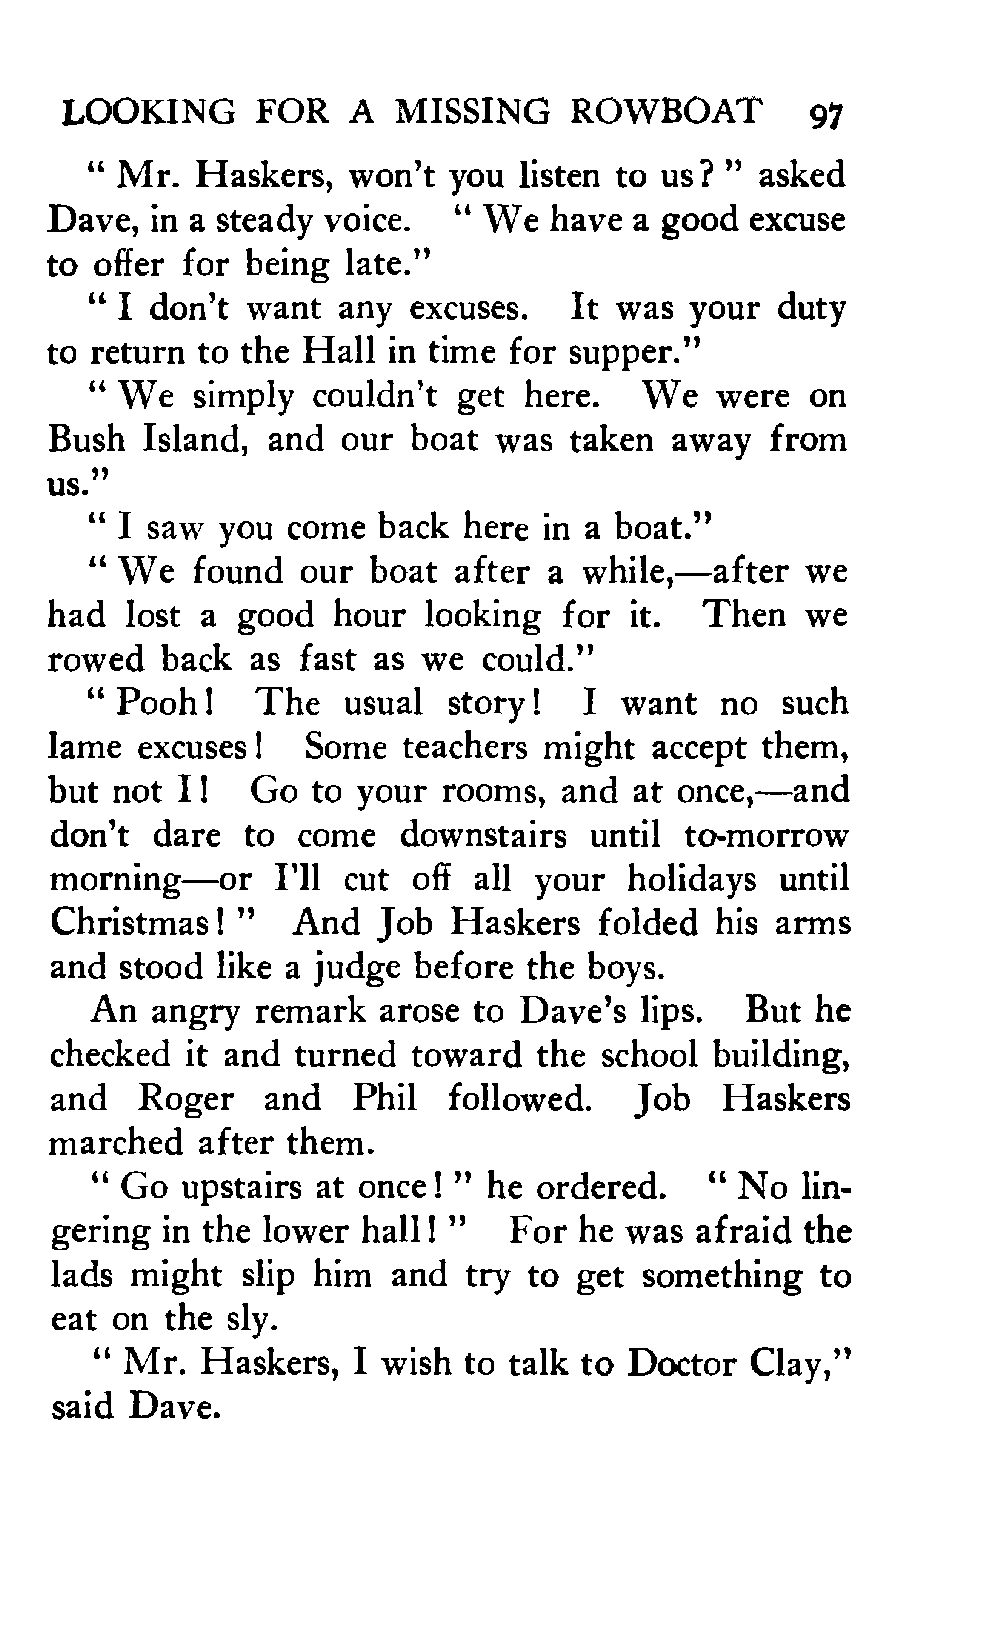 LOOKING FOR A MISSING ROWBOAT 97
" Mr. Haskers, won't you listen to us? " asked
Dave, in a steady voice. " We have a good excuse
to offer for being late."
" I don't want any excuses. It was your duty
to return to the Hall in time for supper."
" We simply couldn't get here. We were on
Bush Island, and our boat was taken away from
us."
" I saw you come back here in a boat."
" We found our boat after a while,—after we
had lost a good hour looking for it. Then we
rowed back as fast as we could."
" Pooh! The usual story! I want no such
lame excuses! Some teachers might accept them,
but not I! Go to your rooms, and at once,—and
don't dare to come downstairs until to-morrow
morning—or I'll cut off all your holidays until
Christmas! " And Job Haskers folded his arms
and stood like a judge before the boys.
An angry remark arose to Dave's lips. But he
checked it and turned toward the school building,
and Roger and Phil followed. Job Haskers
marched after them.
" Go upstairs at once! " he ordered. " No lin-
gering in the lower hall! " For he was afraid the
lads might slip him and try to get something to
eat on the sly.
" Mr. Haskers, I wish to talk to Doctor Clay,"
said Dave.